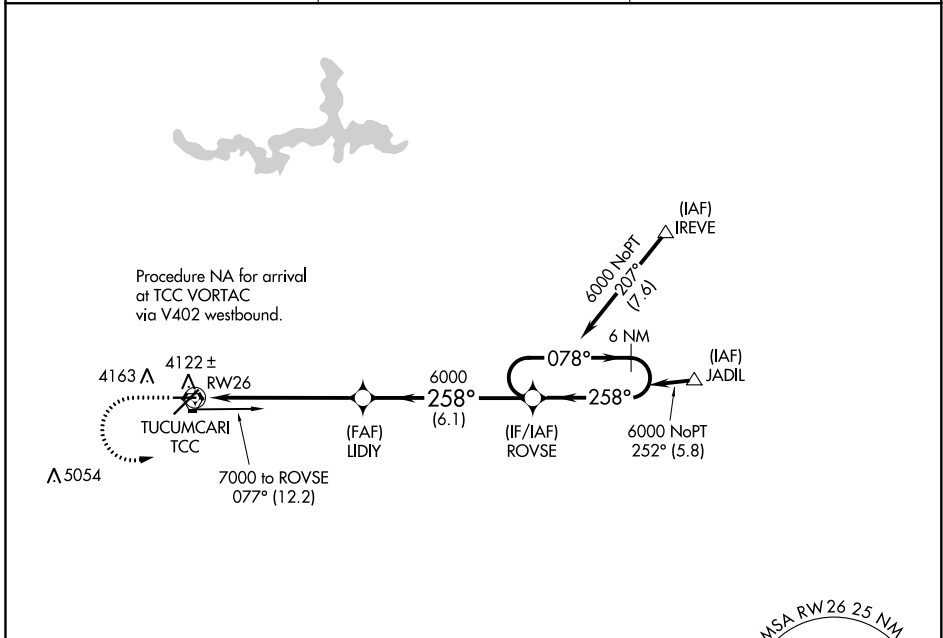 (IAF)
IREVE
6000 NoPT
207°
(7.6)
Procedure NA for arrival
at TCC VORTAC
via V402 westbound.
6 NM
078°
(IAF)
JADIL
4122 ±
4163
RW26
6000
258°
(6.1)
258°
TUCUMCARI
TCC
(FAF)
LIDIY
(IF/IAF)
ROVSE
6000 NoPT
252° (5.8)
5054
7000 to ROVSE
077° (12.2)
MSA RW26 25 NM